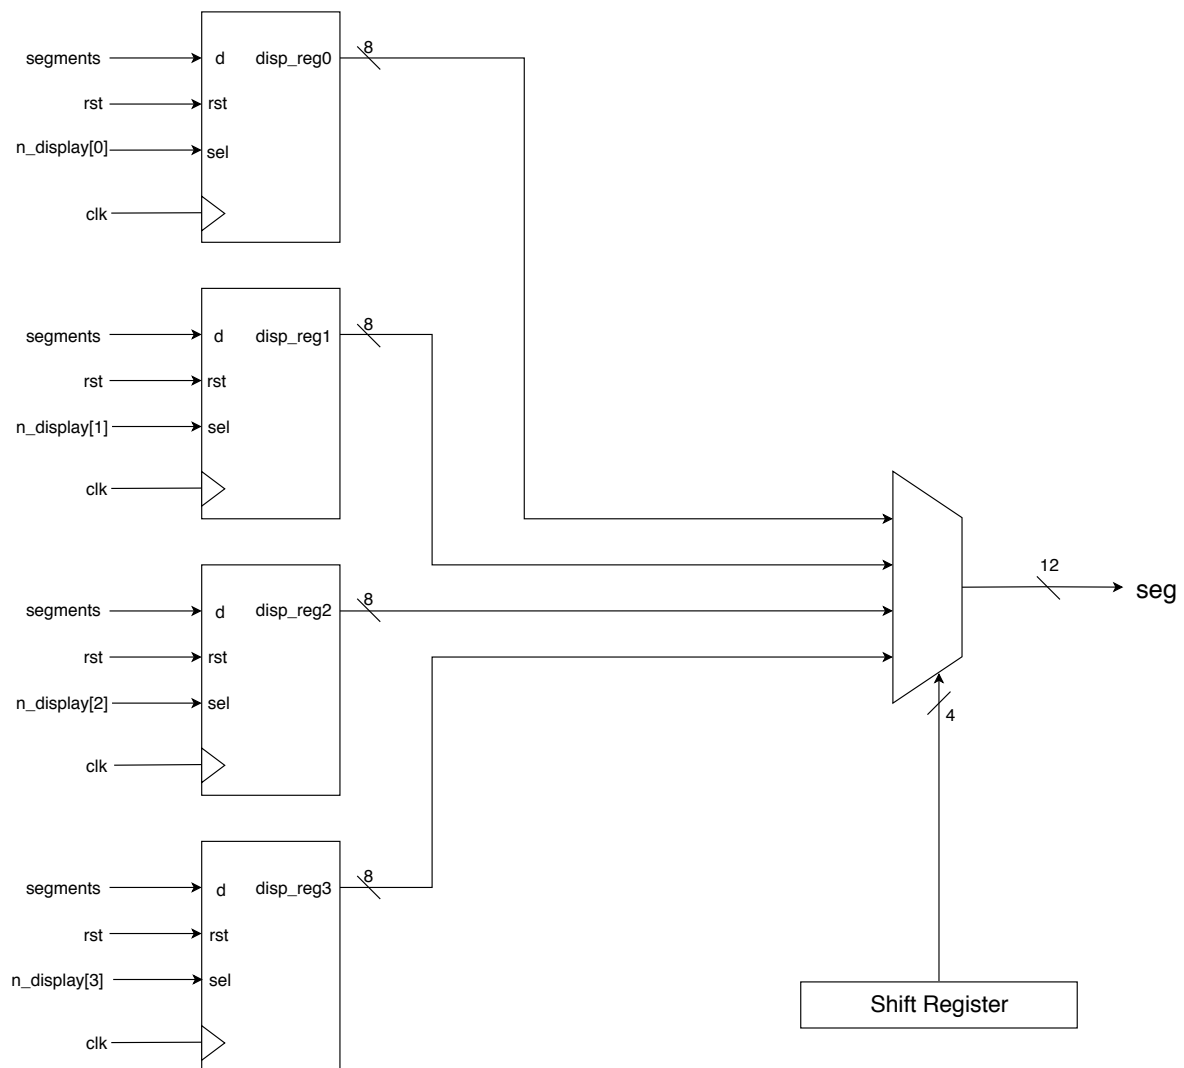 segments
d
disp_reg0
8
rst
rst
n_display[0]
sel
clk
segments
d
disp_reg1
8
rst
rst
n_display[1]
sel
clk
segments
d
disp_reg2
8
rst
rst
n_display[2]
sel
clk
segments
d
disp_reg3
8
rst
rst
n_display[3]
sel
clk
12
seg
4
Shift Register